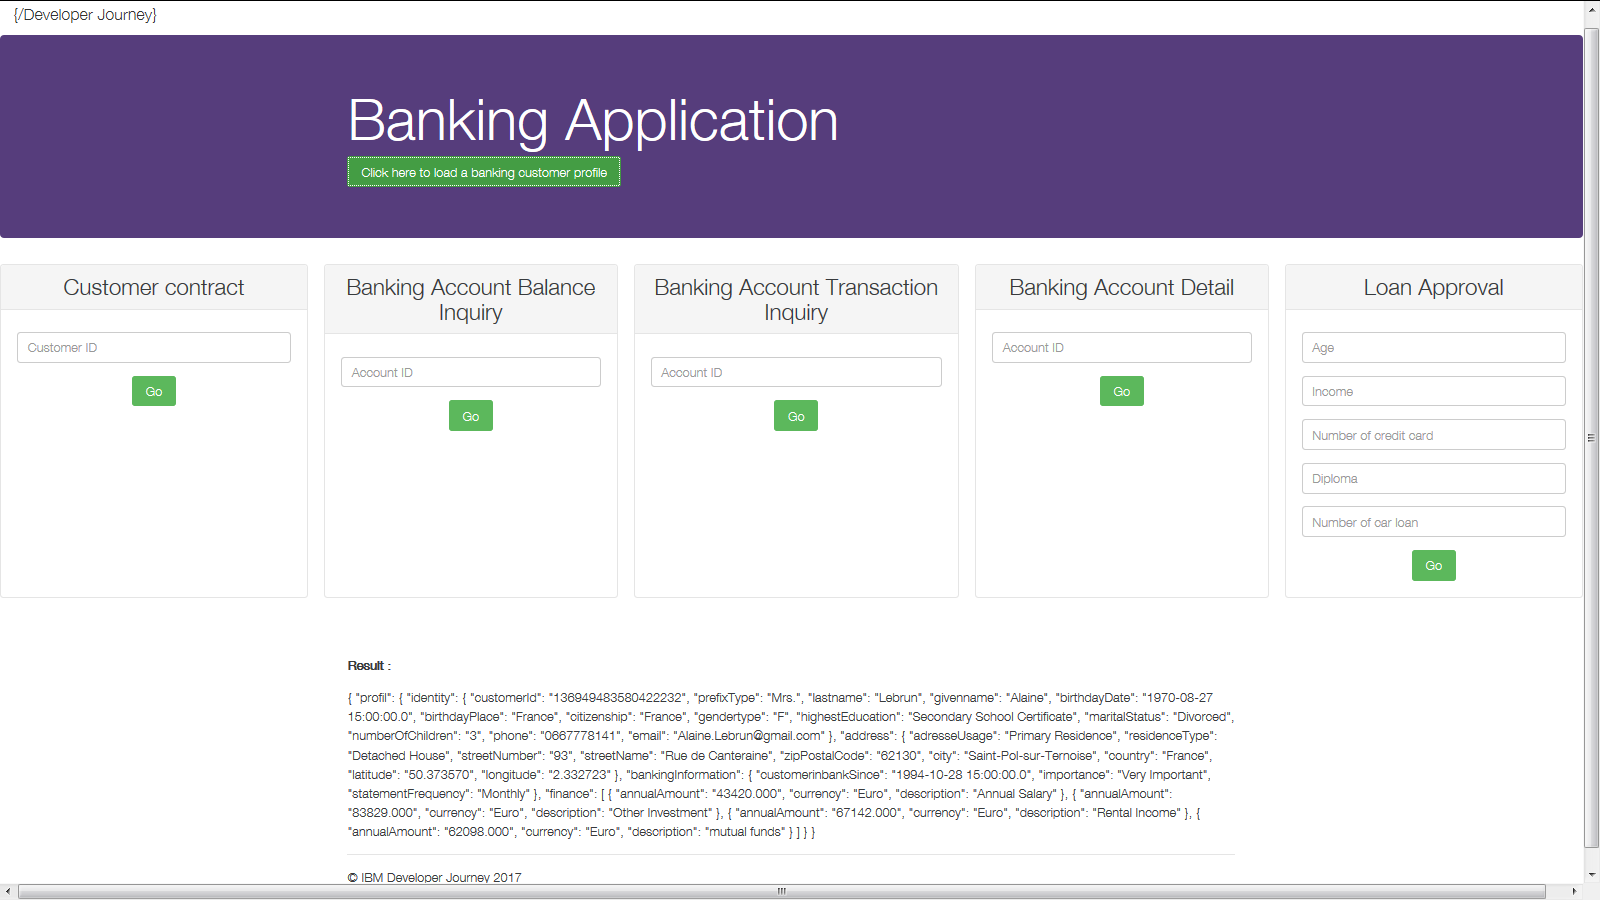 {/Developer Journey}
Banking Application
Click here to load a banking customer profile
Customer contract
Customer ID
Go
Banking Account Balance
Inquiry
Account ID
Go
Banking Account Transaction
Inquiry
Account ID
Go
Banking Account Detail
Account ID
Go
Loan Approval
Age
Income
Number of credit card
Diploma
Number of car loan
Go
Result :
{ "profil": { "identity": { "customerId": "136949483580422232", "prefixType": "Mrs.", "lastname": "Lebrun", "givenname": "Alaine", "birthdayDate": "1970-08-27
15:00:00.0", "birthdayPlace": "France", "citizenship": "France", "gendertype": "F", "highestEducation": "Secondary School Certificate", "maritalStatus": "Divorced",
"numberOfChildren": "3", "phone": "0667778141", "email": "Alaine.Lebrun@gmail.com" }, "address": { "adresseUsage": "Primary Residence", "residenceType":
"Detached House", "streetNumber": "93", "streetName": "Rue de Canteraine", "zipPostalCode": "62130", "city": "Saint-Pol-sur-Ternoise", "country": "France",
"latitude": "50.373570", "longitude": "2.332723" }, "bankingInformation": { "customerinbankSince": "1994-10-28 15:00:00.0", "importance": "Very Important",
"statementFrequency": "Monthly" }, "finance": [ { "annualAmount": "43420.000", "currency": "Euro", "description": "Annual Salary" }, { "annualAmount":
"83829.000", "currency": "Euro", "description": "Other Investment" }, { "annualAmount": "67142.000", "currency": "Euro", "description": "Rental Income" }, {
"annualAmount": "62098.000", "currency": "Euro", "description": "mutual funds" } ] } }
© IBM Developer Journey 2017